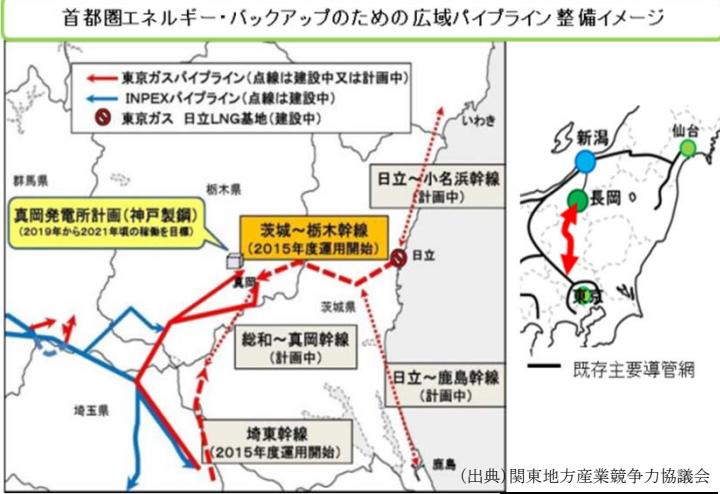 首都圏エネルギー・バックアップのための広域パイプライン整備イメージ
東京ガスパイプライン(点線は建設中又は計画中)
INPEXパイプライン(点線は建設中)
東京ガス 日立LNG基地(建設中)
いわき
群馬県
栃木県
日立～小名浜幹線
(計画中)
真岡発電所計画(神戸製鋼)
(2019年から2021年頃の稼働を目標)
茨城～栃木幹線
(2015年度運用開始)
日立
真岡
茨城県
総和～真岡幹線
(計画中)
日立～鹿島幹線
(計画中)
埼玉県
埼東幹線
(2015年度運用開始)
鹿島
仙台
新潟
長岡
東京
既存主要導管網
(出典)関東地方産業競争力協議会